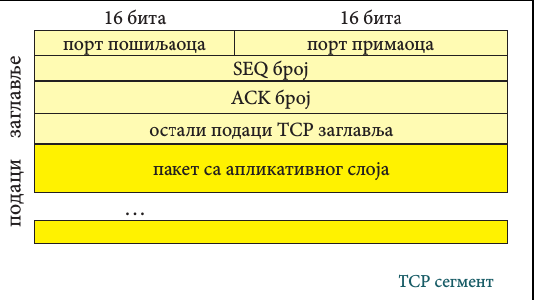 16 бита 16 бита
порт пошиљаоца порт примаоца
SEQ број
ACK број
остали подаци TCP заглавља
заглавље
пакет са апликативног слоја
подаци
...
TCP сегмент